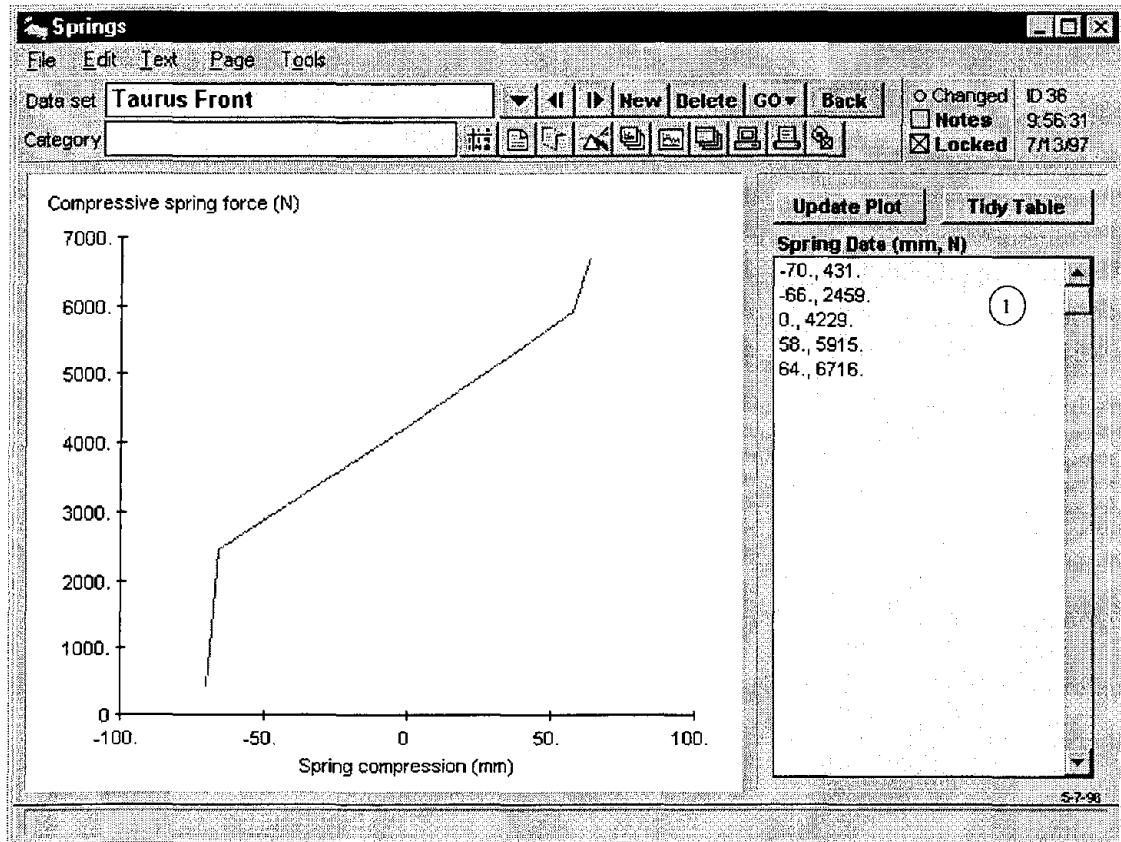 Springs
File Edit Text Page Tools
Data set Taurus Front New Delete GO Back Changed ID 36
Notes 9:56:31
Category Locked 7/13/97
Compressive spring force (N)
Update Plot Tidy Table
Spring Data (mm, N)
-70., 431.
-66., 2459.
0., 4229.
58., 5915.
64., 6716.
1
7000.
6000.
5000.
4000.
3000.
2000.
1000.
0
-100. -50. 0 50. 100.
Spring compression (mm)
5-7-98